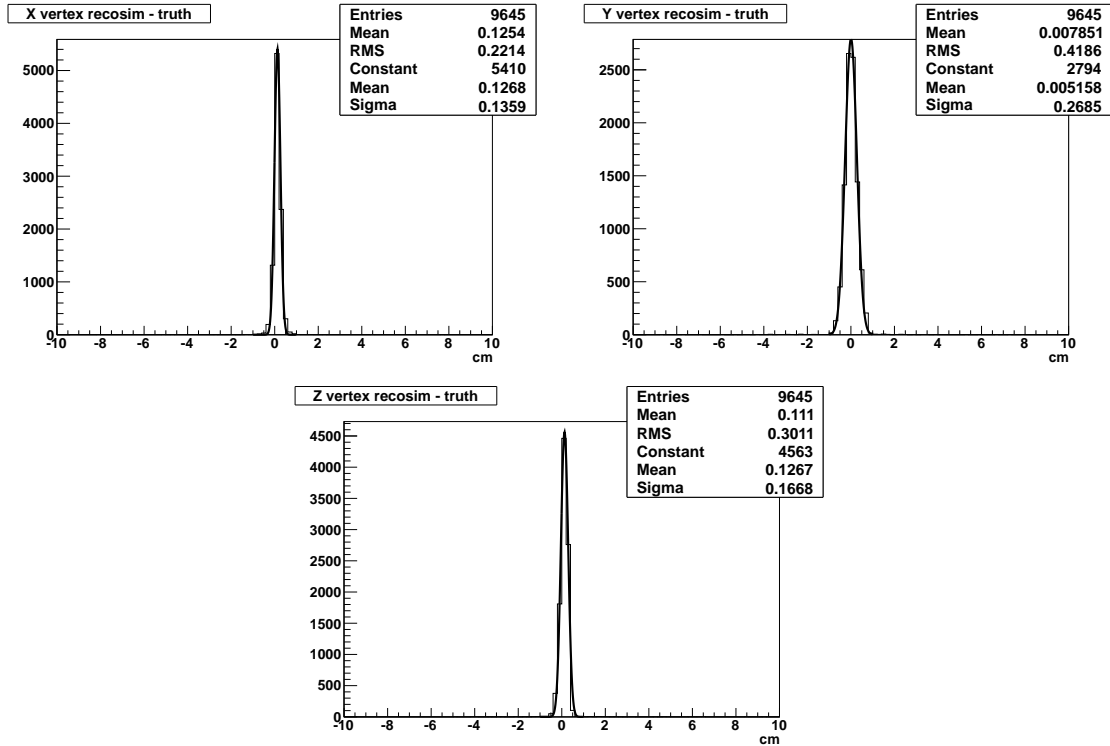 X vertex recosim - truth
Entries 9645
Mean 0.1254
RMS 0.2214
Constant 5410
Mean 0.1268
Sigma 0.1359
5000
4000
3000
2000
1000
0
-10 -8 -6 -4 -2 0 2 4 6 8 10
cm
Y vertex recosim - truth
Entries 9645
Mean 0.007851
RMS 0.4186
Constant 2794
Mean 0.005158
Sigma 0.2685
2500
2000
1500
1000
500
0
-10 -8 -6 -4 -2 0 2 4 6 8 10
cm
Z vertex recosim - truth
Entries 9645
Mean 0.111
RMS 0.3011
Constant 4563
Mean 0.1267
Sigma 0.1668
4500
4000
3500
3000
2500
2000
1500
1000
500
0
-10 -8 -6 -4 -2 0 2 4 6 8 10
cm